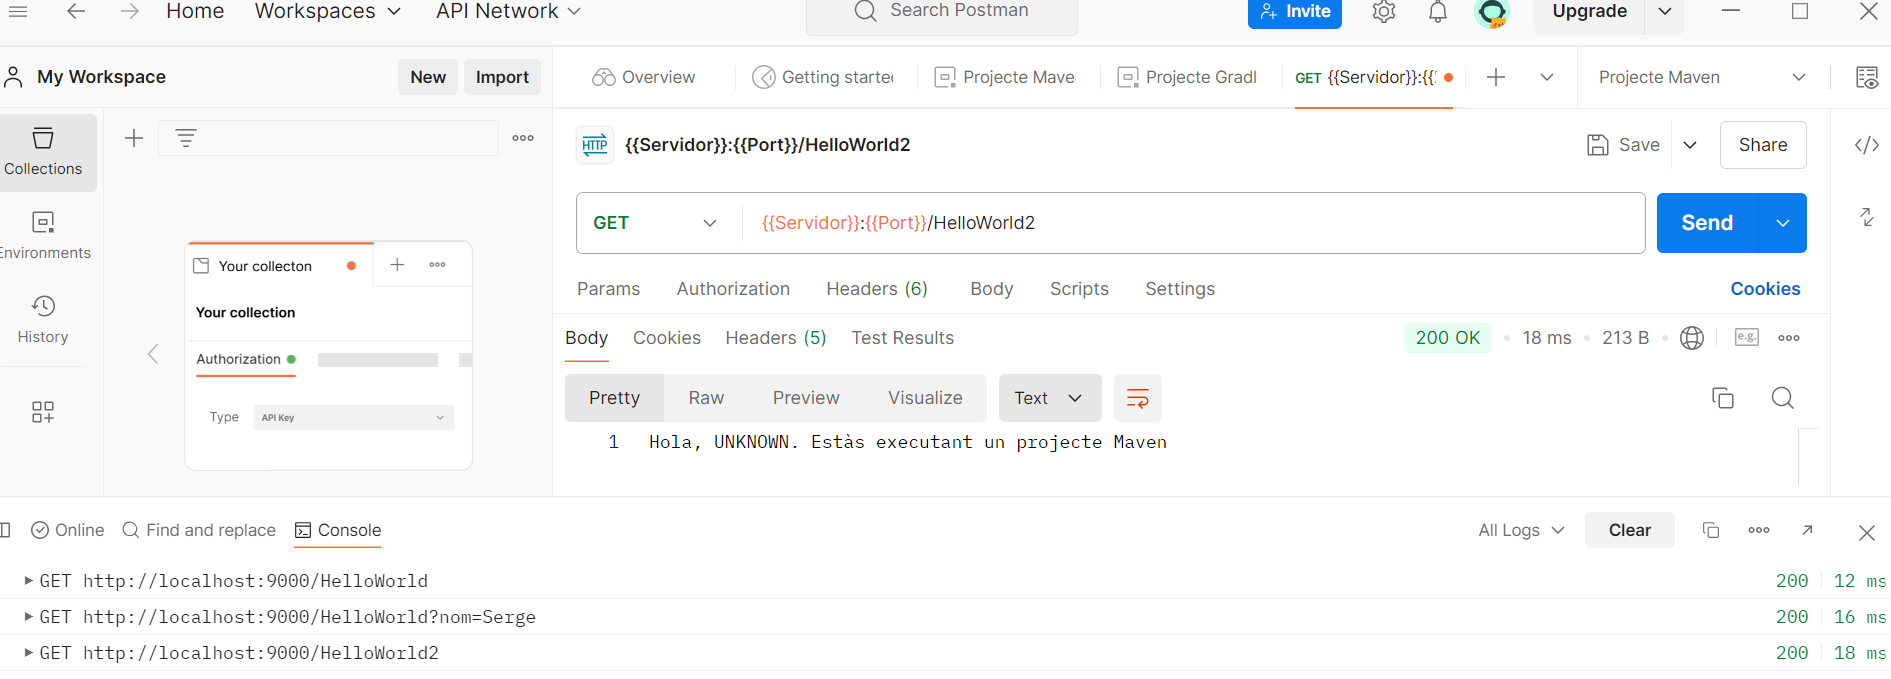 Home Workspaces API Network Search Postman Invite Upgrade
My Workspace New Import Overview Getting starte Projecte Mave Projecte Gradl GET {{Servidor}}:{{ Projecte Maven
Collections
HTTP {{Servidor}}:{{Port}}/HelloWorld2 Save Share
Environments
GET {{Servidor}}:{{Port}}/HelloWorld2 Send
History
Params Authorization Headers (6) Body Scripts Settings Cookies
Your collecton
Your collection
Authorization
Type API Key
Body Cookies Headers (5) Test Results 200 OK 18 ms 213 B e.g.
Pretty Raw Preview Visualize Text
1 Hola, UNKNOWN. Estàs executant un projecte Maven
Online Find and replace Console All Logs Clear
GET http://localhost:9000/HelloWorld 200 12 ms
GET http://localhost:9000/HelloWorld?nom=Serge 200 16 ms
GET http://localhost:9000/HelloWorld2 200 18 ms